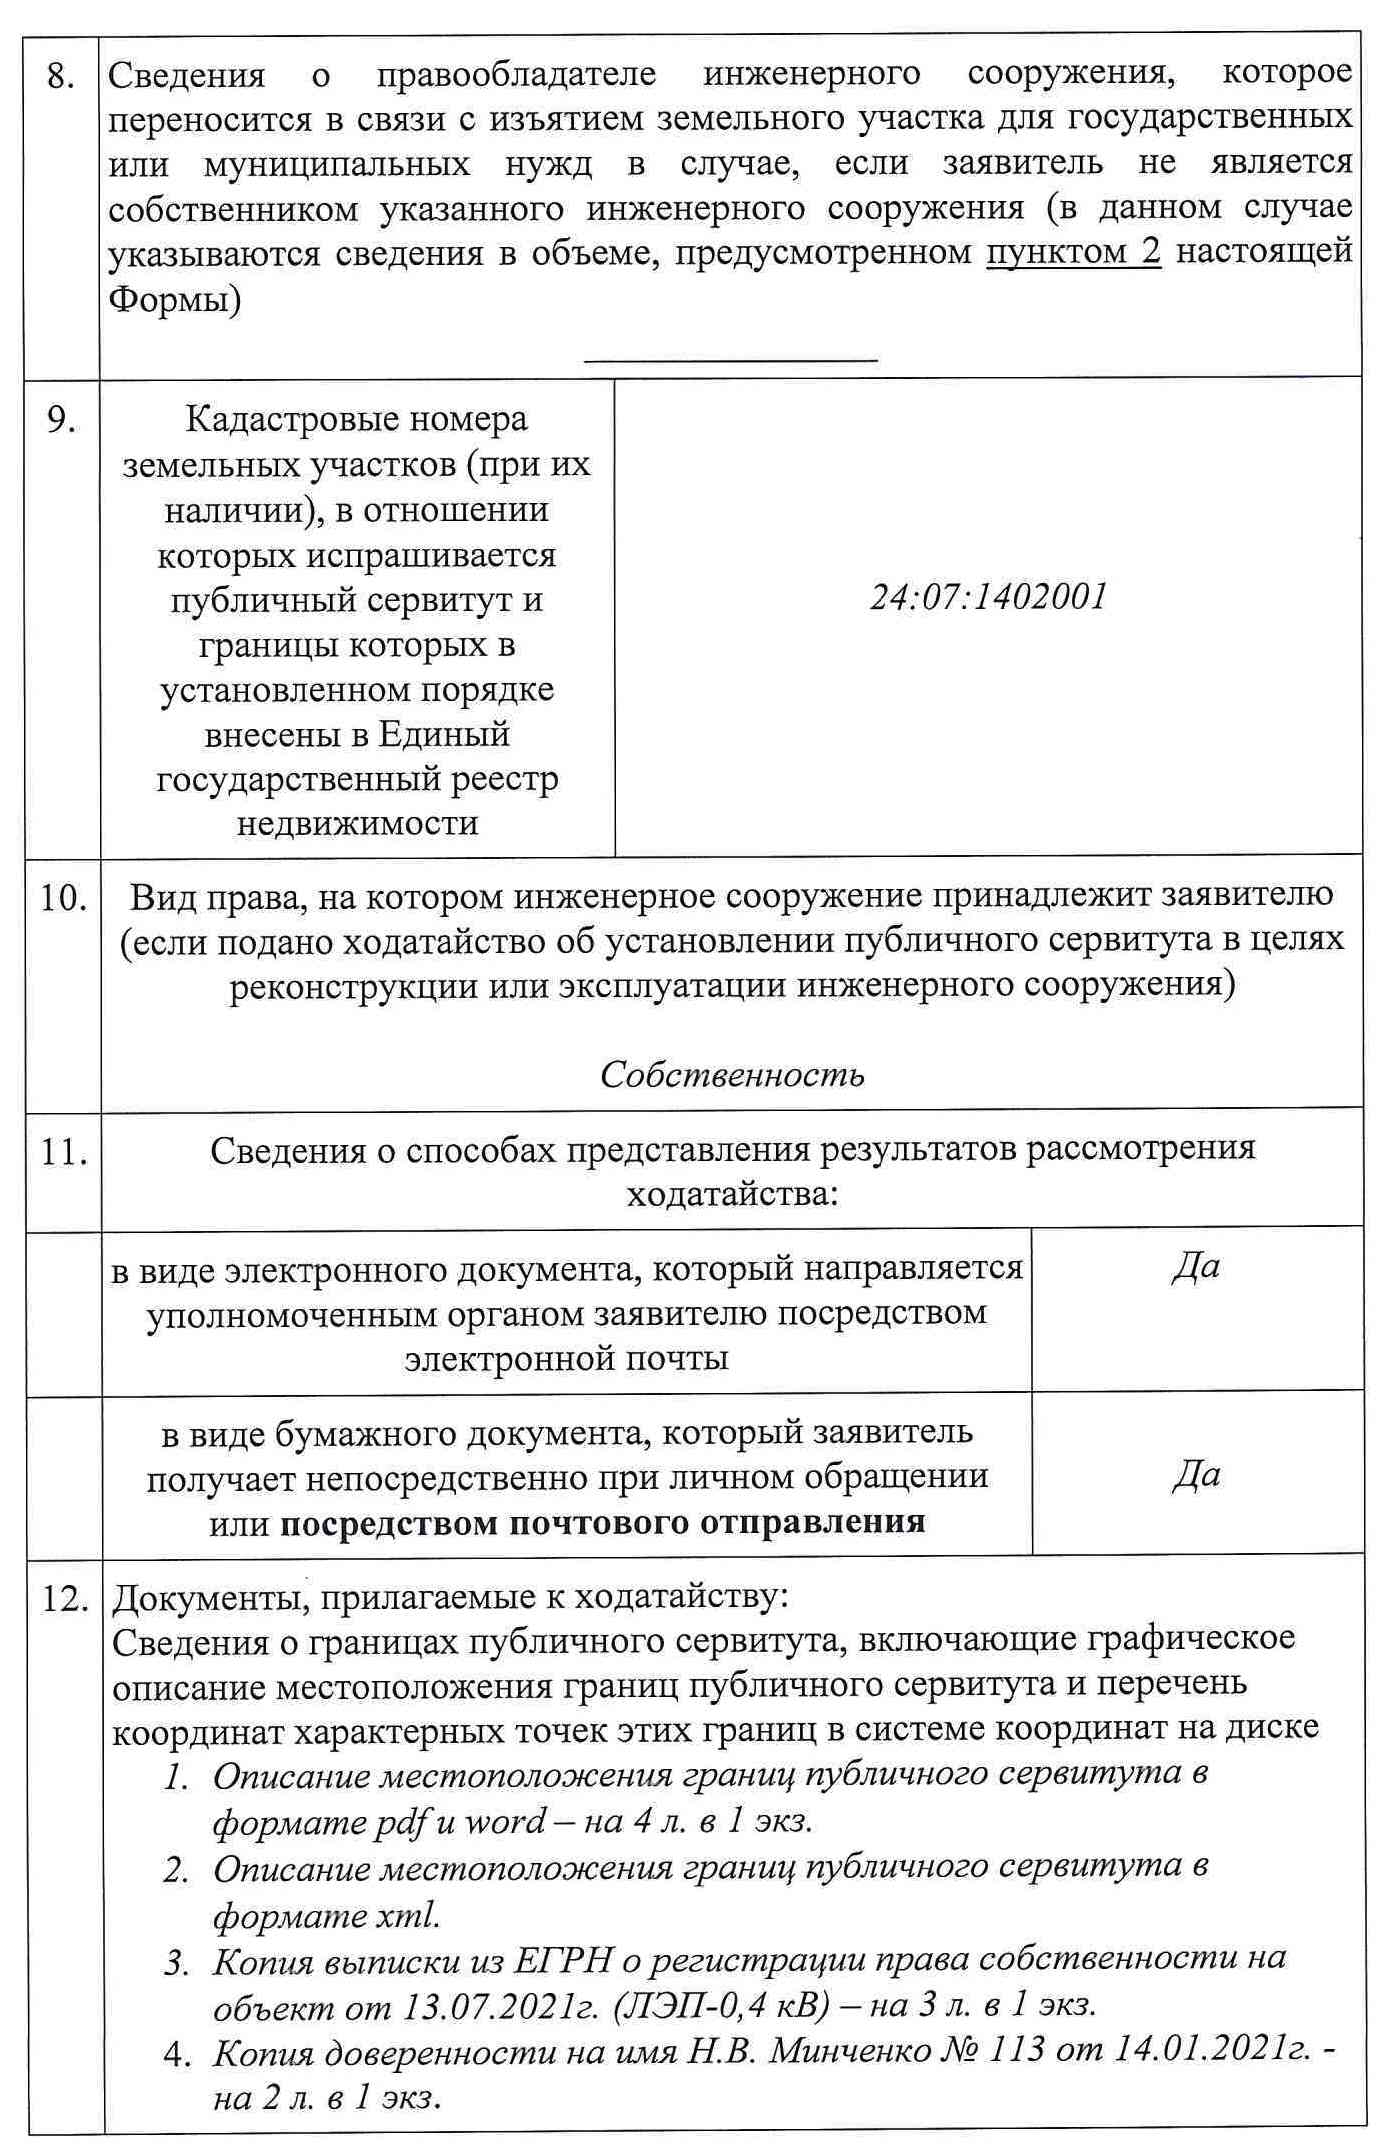 8. Сведения о правообладателе инженерного сооружения, которое
переносится в связи с изъятием земельного участка для государственных
или муниципальных нужд в случае, если заявитель не является
собственником указанного инженерного сооружения (в данном случае
указываются сведения в объеме, предусмотренном пунктом 2 настоящей
Формы)
9. Кадастровые номера
земельных участков (при их
наличии), в отношении
которых испрашивается
публичный сервитут и
границы которых в
установленном порядке
внесены в Единый
государственный реестр
недвижимости
24:07:1402001
10. Вид права, на котором инженерное сооружение принадлежит заявителю
(если подано ходатайство об установлении публичного сервитута в целях
реконструкции или эксплуатации инженерного сооружения)
Собственность
11. Сведения о способах представления результатов рассмотрения
ходатайства:
в виде электронного документа, который направляется
уполномоченным органом заявителю посредством
электронной почты
Да
в виде бумажного документа, который заявитель
получает непосредственно при личном обращении
или посредством почтового отправления
Да
12. Документы, прилагаемые к ходатайству:
Сведения о границах публичного сервитута, включающие графическое
описание местоположения границ публичного сервитута и перечень
координат характерных точек этих границ в системе координат на диске
1. Описание местоположения границ публичного сервитута в
формате pdf и word – на 4 л. в 1 экз.
2. Описание местоположения границ публичного сервитута в
формате xml.
3. Копия выписки из ЕГРН о регистрации права собственности на
объект от 13.07.2021г. (ЛЭП-0,4 кВ) – на 3 л. в 1 экз.
4. Копия доверенности на имя Н.В. Минченко № 113 от 14.01.2021г. -
на 2 л. в 1 экз.